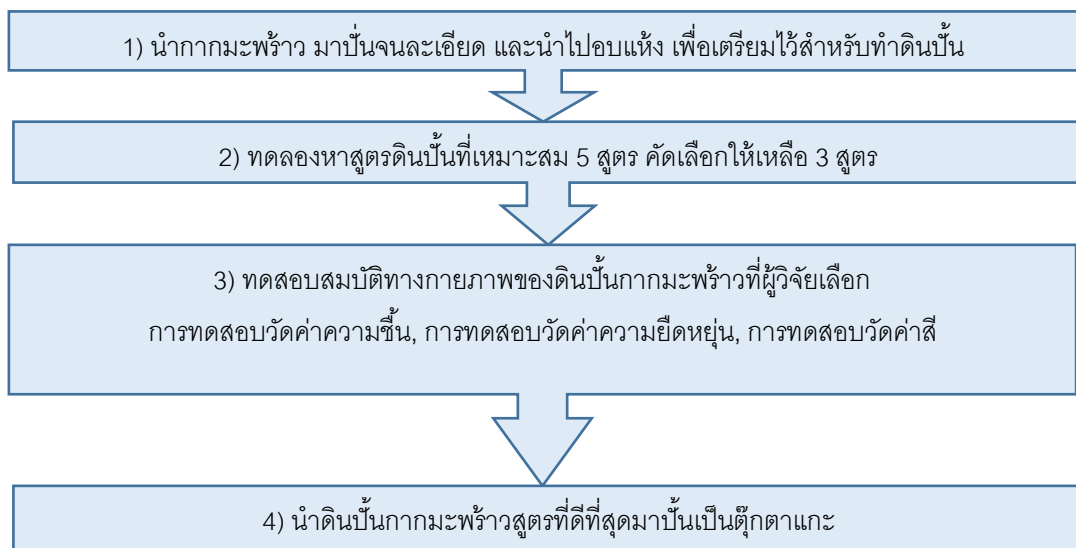 1) นำกากมะพร้าว มาปั่นจนละเอียด และนำไปอบแห้ง เพื่อเตรียมไว้สำหรับทำดินปั้น
2) ทดลองหาสูตรดินปั้นที่เหมาะสม 5 สูตร คัดเลือกให้เหลือ 3 สูตร
3) ทดสอบสมบัติทางกายภาพของดินปั้นกากมะพร้าวที่ผู้วิจัยเลือก
การทดสอบวัดค่าความชื้น, การทดสอบวัดค่าความยืดหยุ่น, การทดสอบวัดค่าสี
4) นำดินปั้นกากมะพร้าวสูตรที่ดีที่สุดมาปั้นเป็นตุ๊กตาแกะ